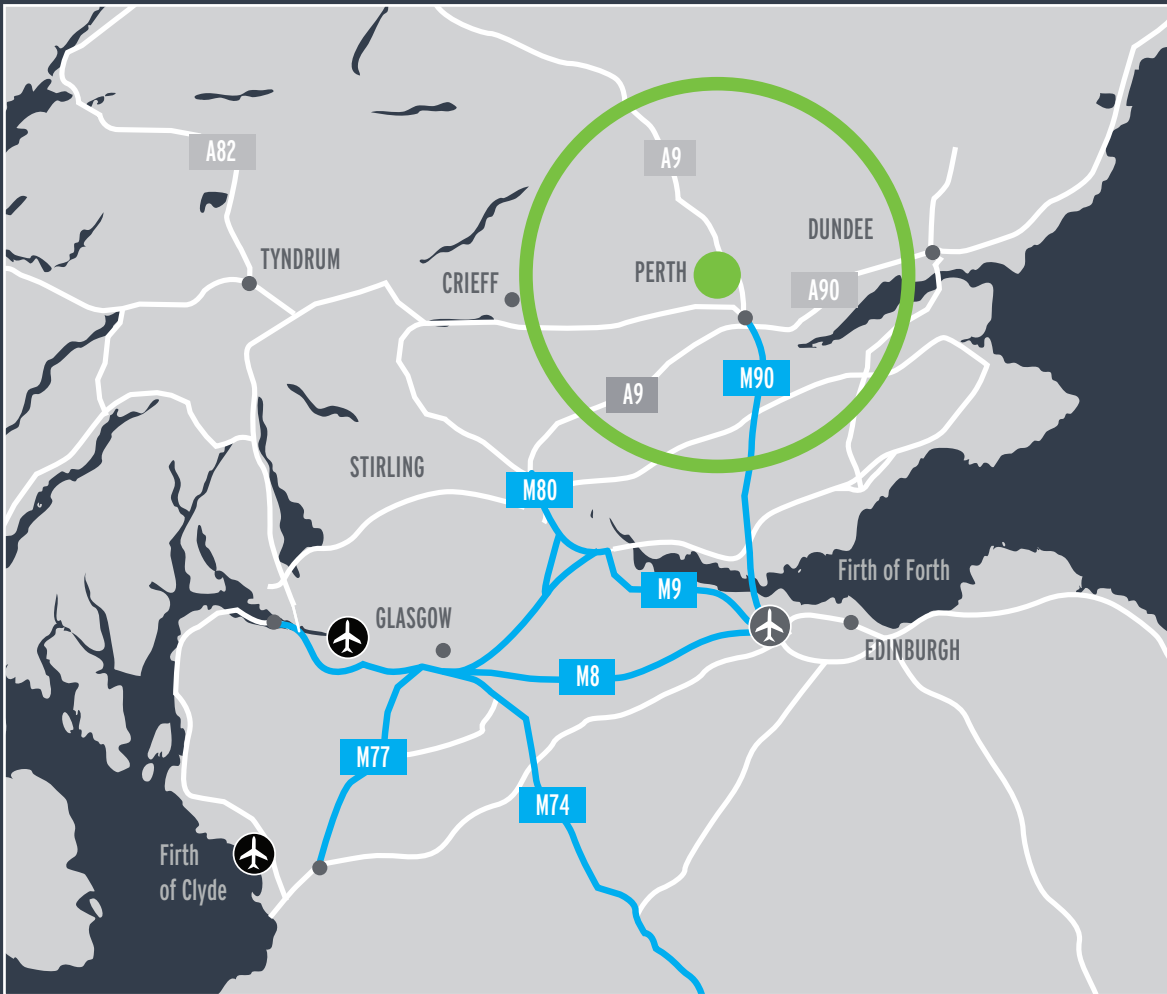 A82
A9
DUNDEE
TYNDRUM
CRIEFF
PERTH
A90
M90
A9
STIRLING
M80
Firth of Forth
M9
GLASGOW
EDINBURGH
M8
M77
M74
Firth
of Clyde